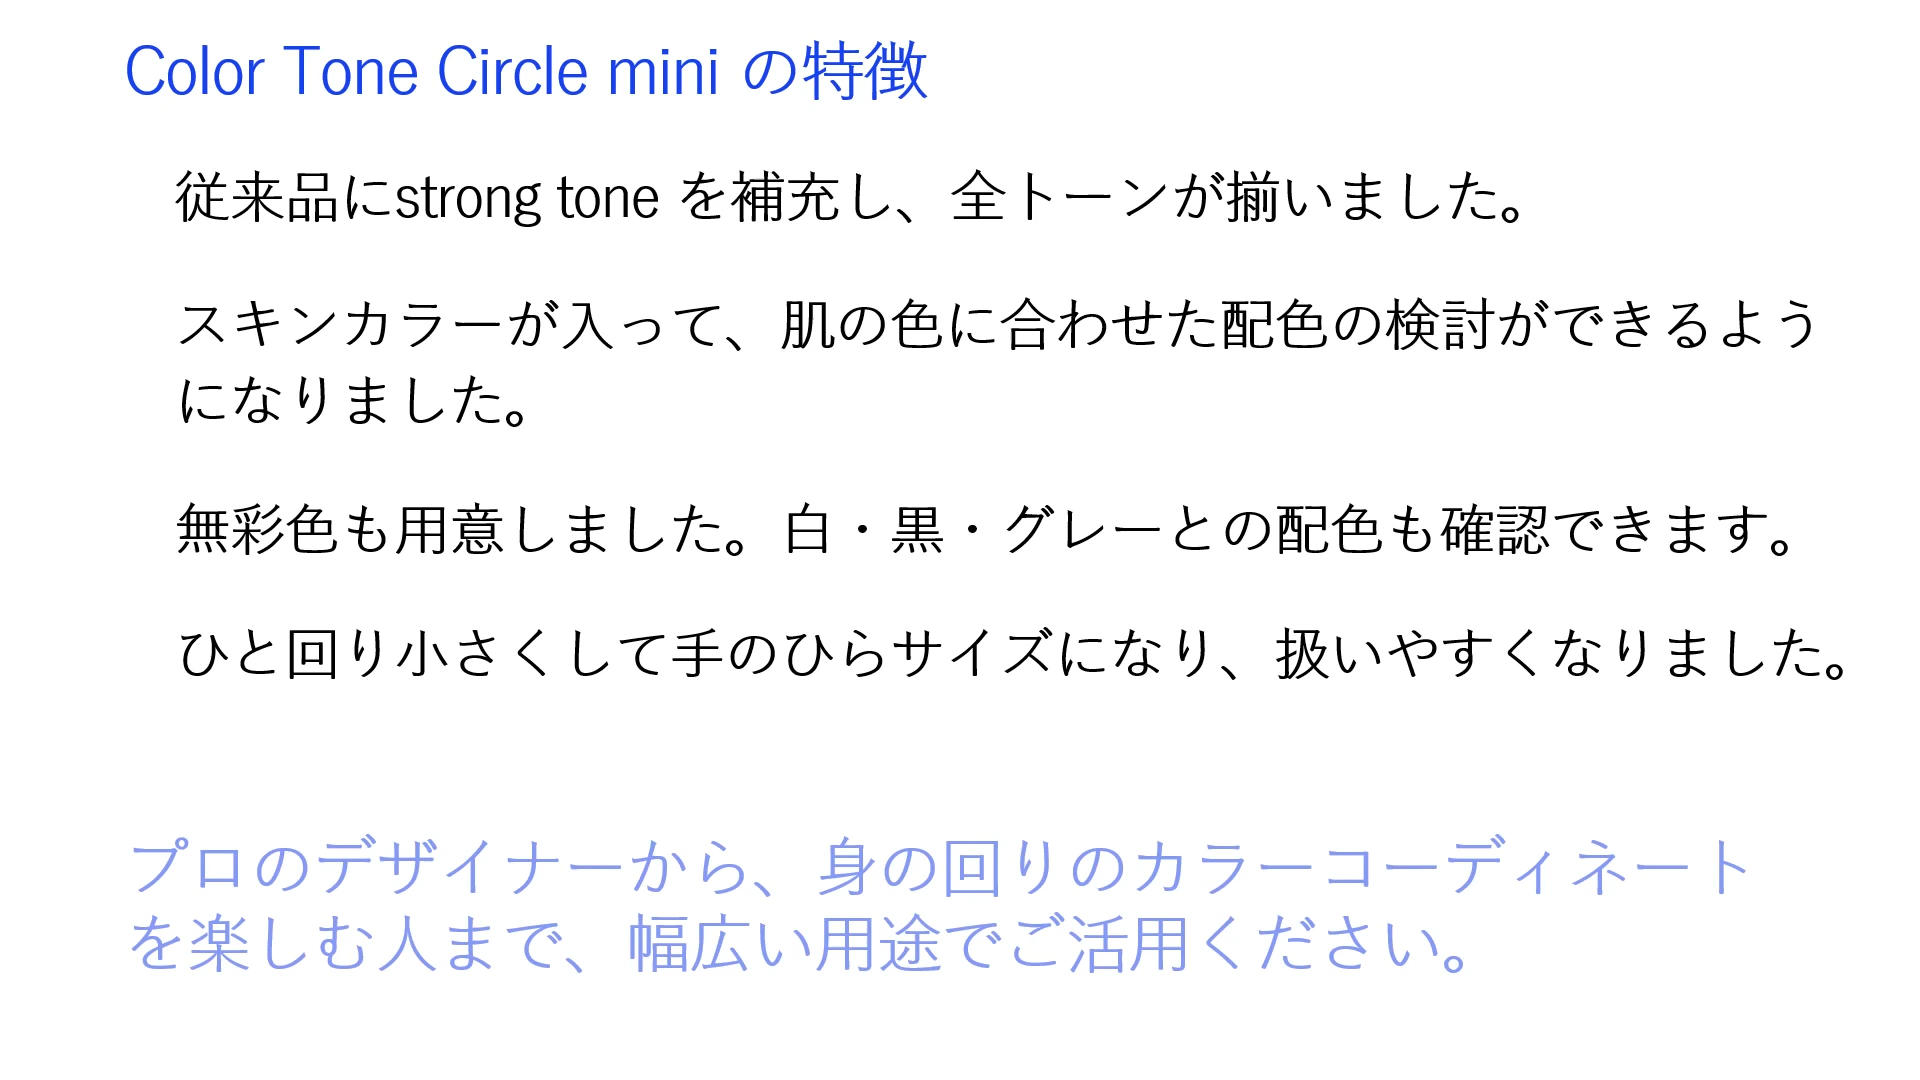 Color Tone Circle mini の特徴
従来品にstrong tone を補充し、全トーンが揃いました。
スキンカラーが入って、肌の色に合わせた配色の検討ができるよう
になりました。
無彩色も用意しました。白・黒・グレーとの配色も確認できます。
ひと回り小さくして手のひらサイズになり、扱いやすくなりました。
プロのデザイナーから、身の回りのカラーコーディネート
を楽しむ人まで、幅広い用途でご活用ください。